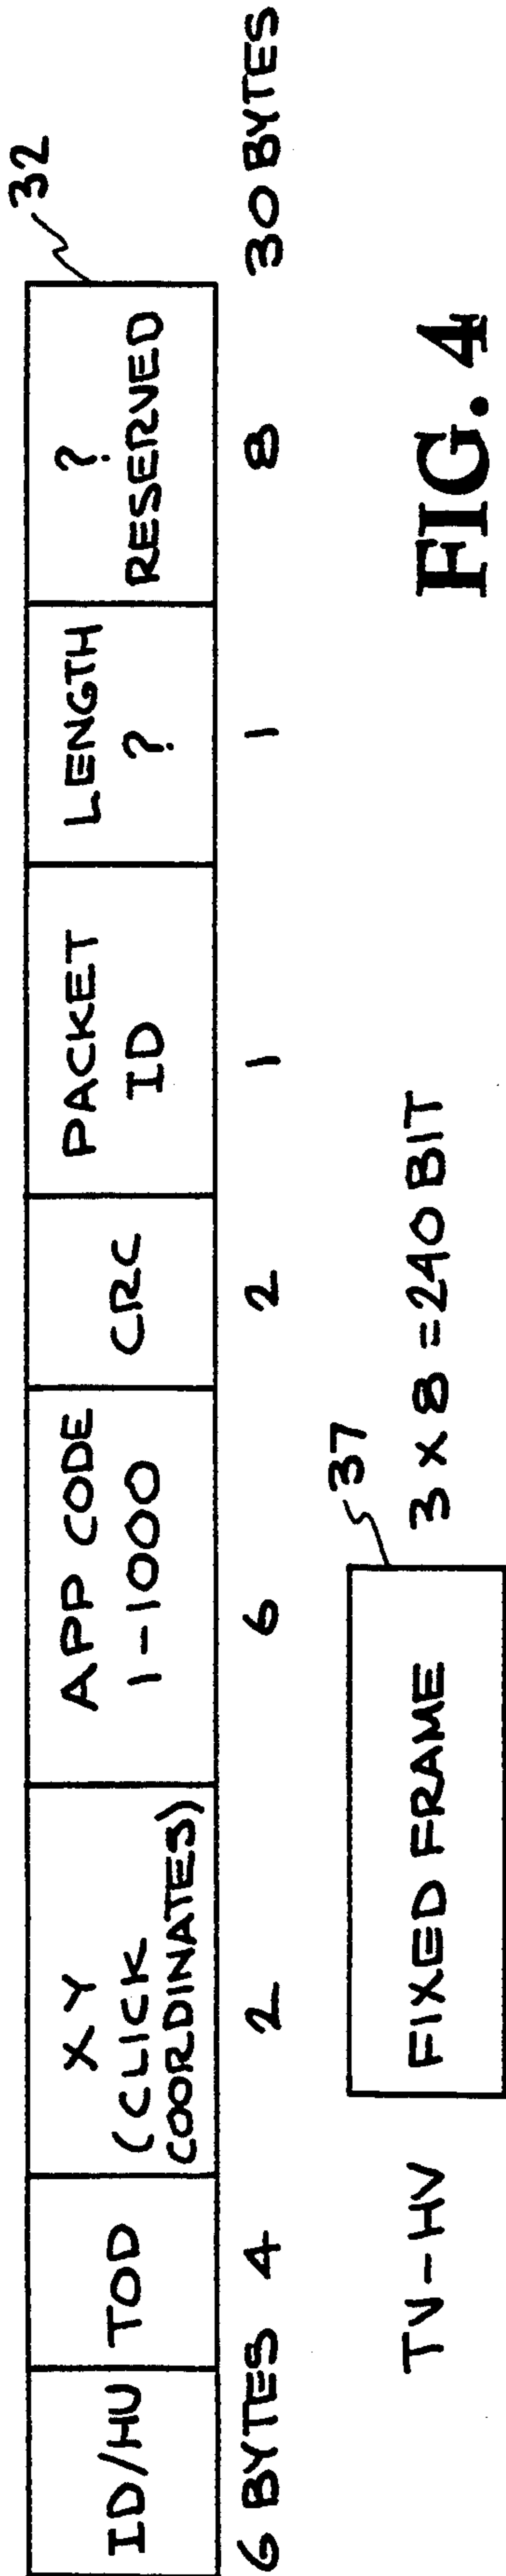 32
ID/HU TOD XY (CLICK COORDINATES) APP CODE 1-1000 CRC PACKET ID LENGTH ? ? RESERVED
6 BYTES 4 2 6 2 1 1 8 30 BYTES
37
TV-HV FIXED FRAME 3 X 8 = 240 BIT
FIG. 4